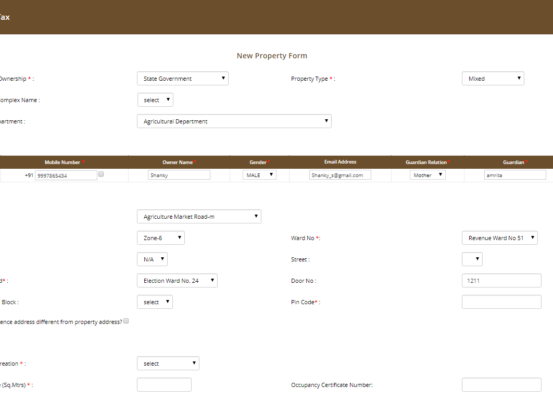 ax
New Property Form
Ownership * : State Government Property Type * : Mixed
omplex Name : select
artment : Agricultural Department
Mobile Number * Owner Name * Gender * Email Address Guardian Relation * Guardian *
+91 Shanky MALE Shanky_s@gmail.com Mother amrita
Agriculture Market Road-m
Zone-6 Ward No *: Revenue Ward No 51
N/A Street :
d* : Election Ward No. 24 Door No : 1211
Block : select Pin Code* :
ence address different from property address?
reation * : select
(Sq.Mtrs) * : Occupancy Certificate Number: